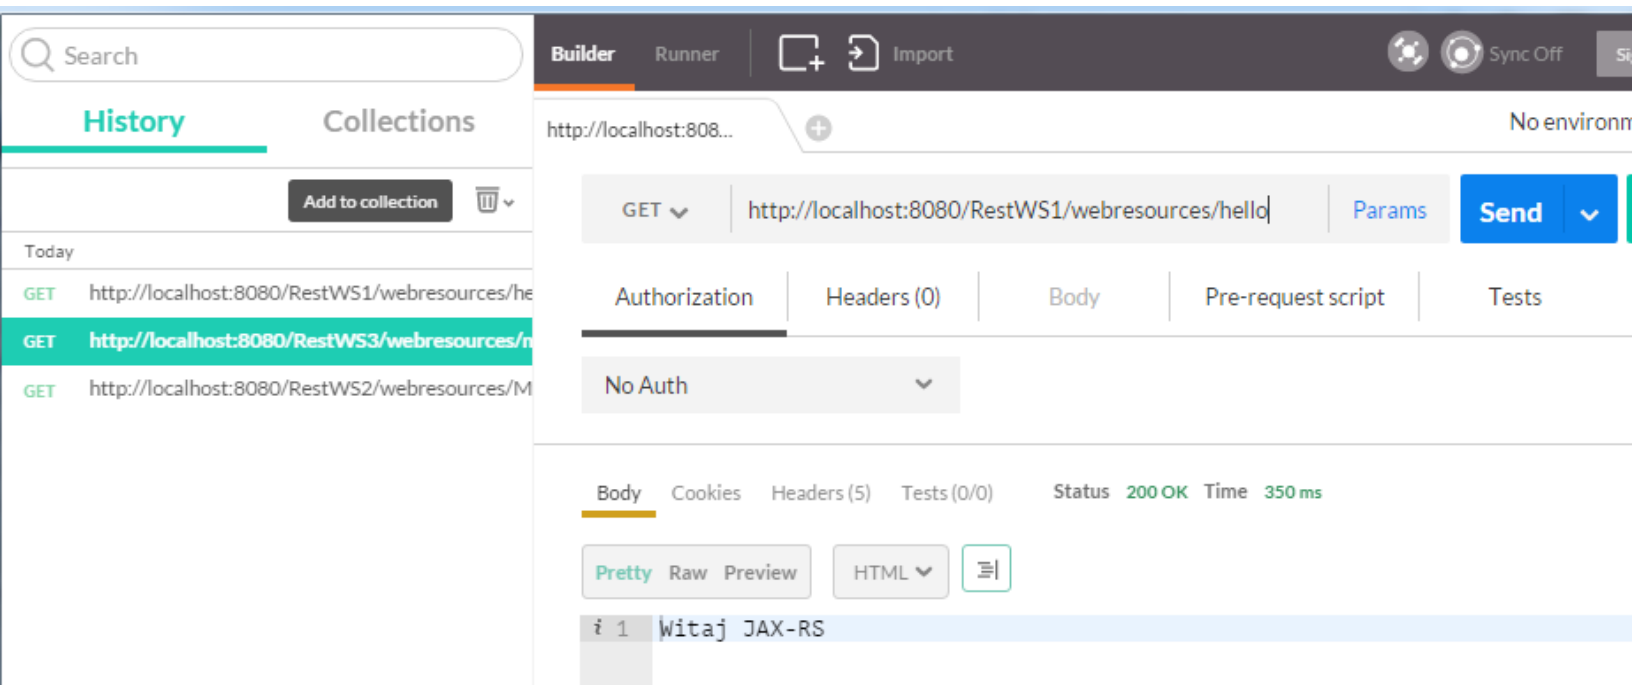 Search
History Collections
Add to collection
Today
GET http://localhost:8080/RestWS1/webresources/he
GET http://localhost:8080/RestWS3/webresources/
GET http://localhost:8080/RestWS2/webresources/M
Builder Runner Import Sync Off
http://localhost:808...
No environ
GET http://localhost:8080/RestWS1/webresources/hello Params Send
Authorization Headers (0) Body Pre-request script Tests
No Auth
Body Cookies Headers (5) Tests (0/0) Status 200 OK Time 350 ms
Pretty Raw Preview HTML
i 1 Witaj JAX-RS